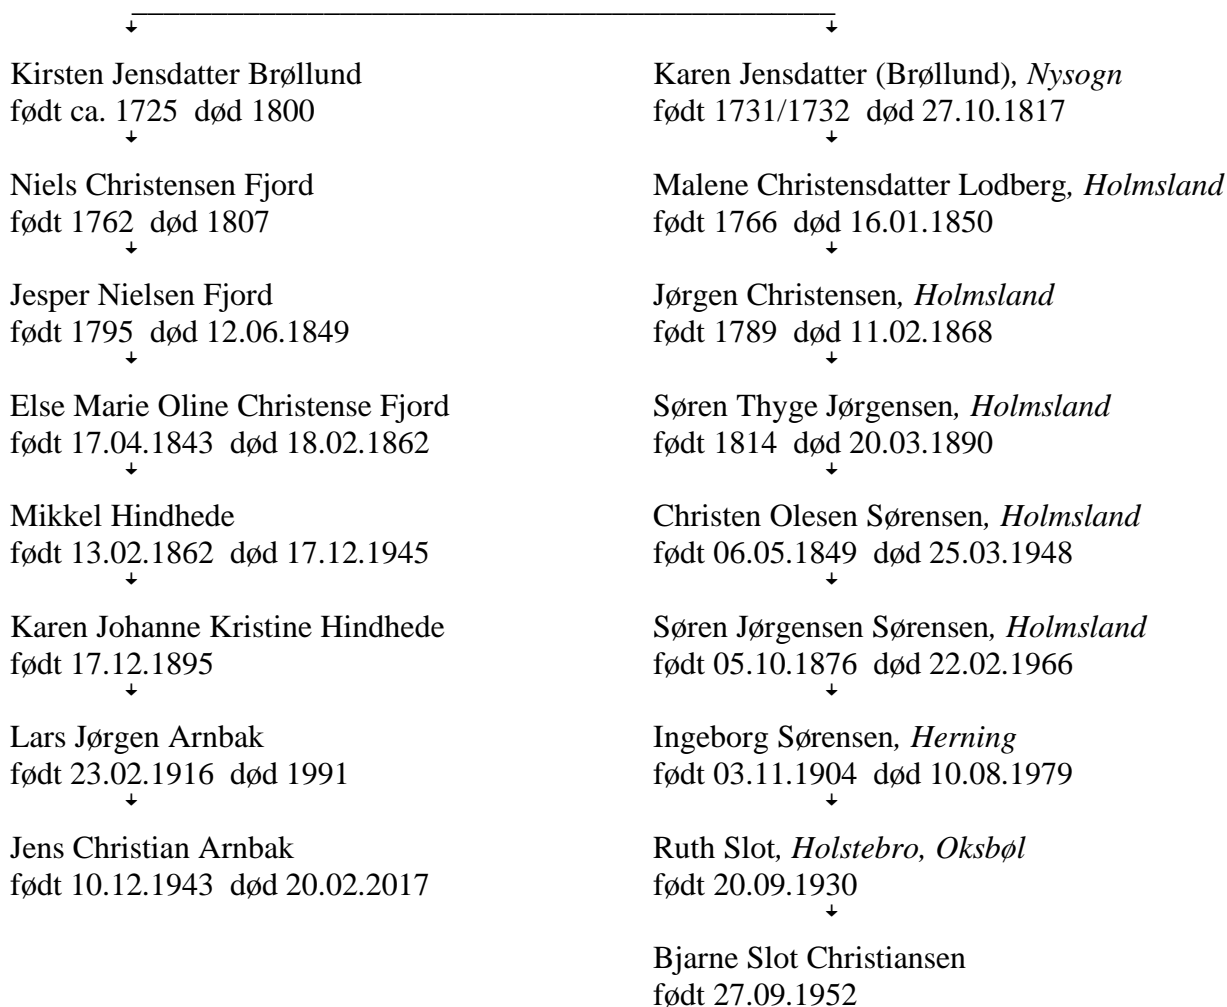 Kirsten Jensdatter Brøllund
født ca. 1725 død 1800
Niels Christensen Fjord
født 1762 død 1807
Jesper Nielsen Fjord
født 1795 død 12.06.1849
Else Marie Oline Christense Fjord
født 17.04.1843 død 18.02.1862
Mikkel Hindhede
født 13.02.1862 død 17.12.1945
Karen Johanne Kristine Hindhede
født 17.12.1895
Lars Jørgen Arnbak
født 23.02.1916 død 1991
Jens Christian Arnbak
født 10.12.1943 død 20.02.2017
Karen Jensdatter (Brøllund), Nysogn
født 1731/1732 død 27.10.1817
Malene Christensdatter Lodberg, Holmsland
født 1766 død 16.01.1850
Jørgen Christensen, Holmsland
født 1789 død 11.02.1868
Søren Thyge Jørgensen, Holmsland
født 1814 død 20.03.1890
Christen Olesen Sørensen, Holmsland
født 06.05.1849 død 25.03.1948
Søren Jørgensen Sørensen, Holmsland
født 05.10.1876 død 22.02.1966
Ingeborg Sørensen, Herning
født 03.11.1904 død 10.08.1979
Ruth Slot, Holstebro, Oksbøl
født 20.09.1930
Bjarne Slot Christiansen
født 27.09.1952